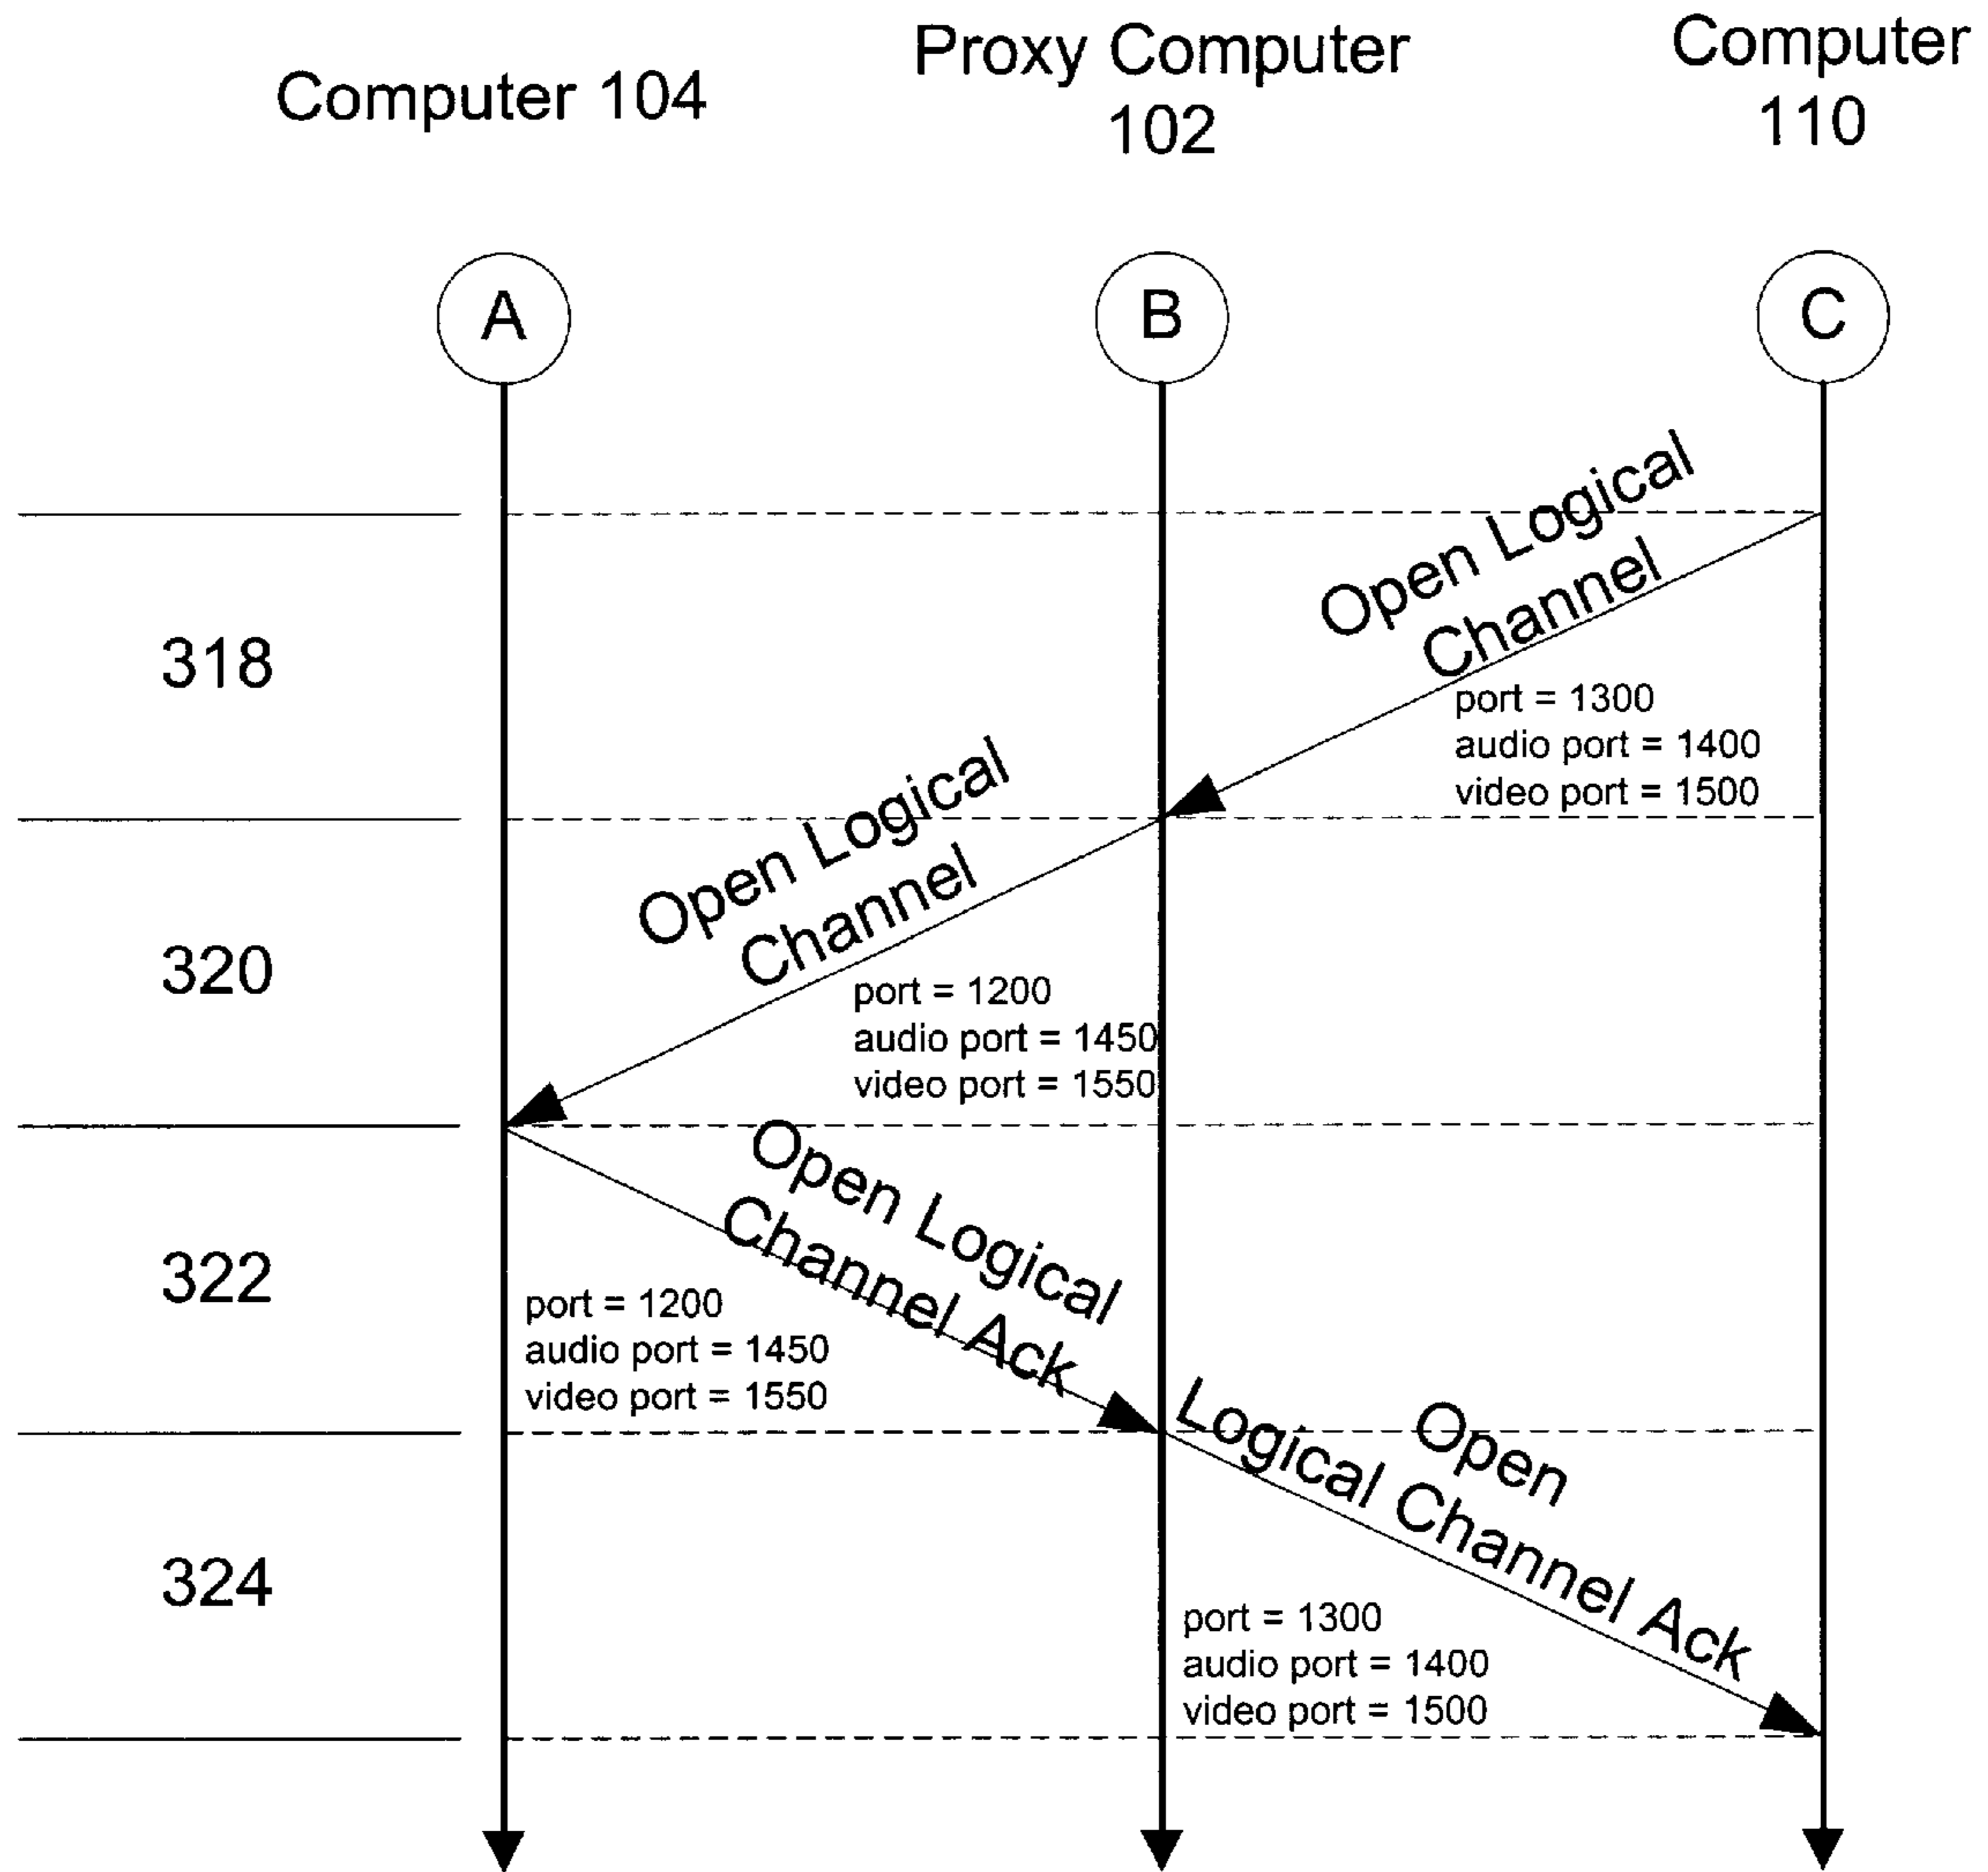 Computer 104
Proxy Computer
102
Computer
110
A
B
C
318
Open Logical
Channel
port = 1300
audio port = 1400
video port = 1500
320
Open Logical
Channel
port = 1200
audio port = 1450
video port = 1550
322
Open Logical
Channel Ack
port = 1200
audio port = 1450
video port = 1550
324
Open
Logical Channel Ack
port = 1300
audio port = 1400
video port = 1500